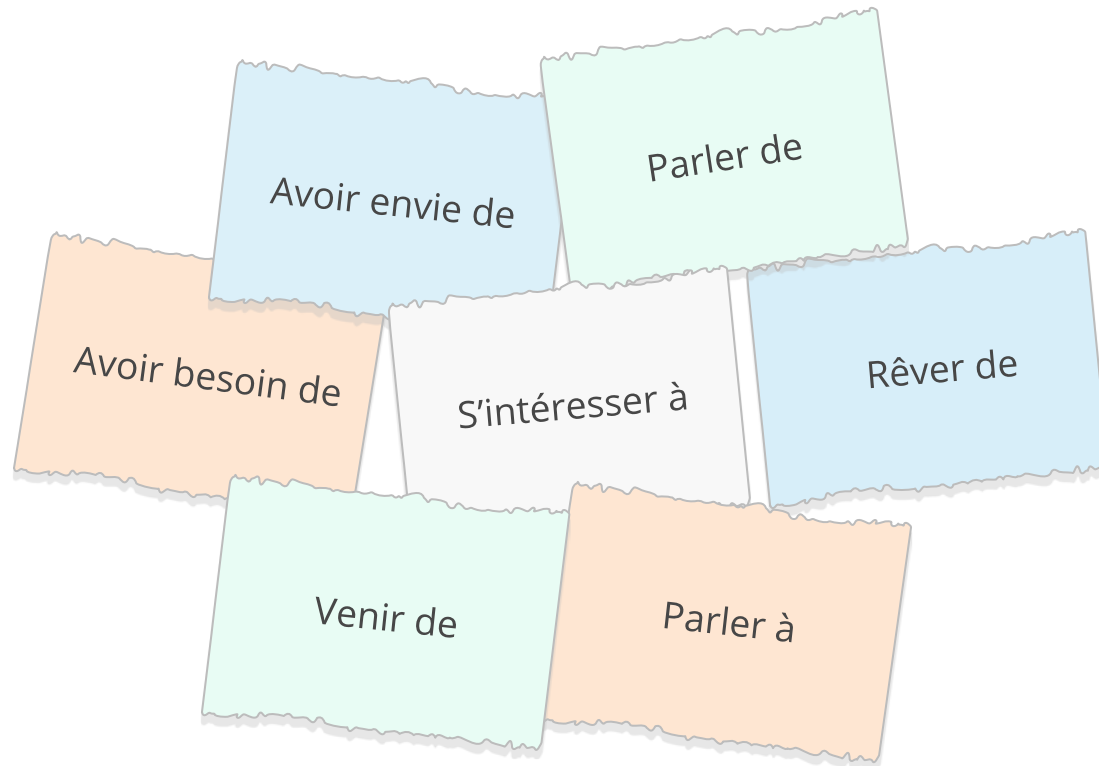 Parler de
Avoir envie de
Avoir besoin de
S’intéresser à
Rêver de
Venir de
Parler à